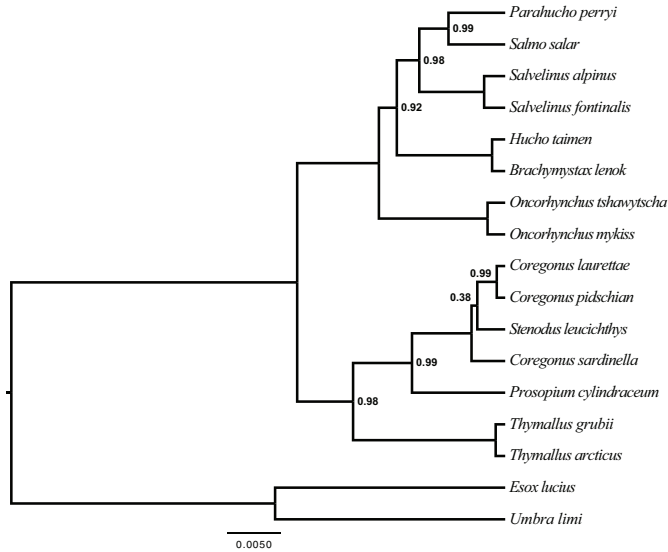 Parahucho perryi
0.99
Salmo salar
0.98
Salvelinus alpinus
Salvelinus fontinalis
0.92
Hucho taimen
Brachymystax lenok
Oncorhynchus tshawytscha
Oncorhynchus mykiss
Coregonus laurettae
0.99
Coregonus pidschian
0.38
Stenodus leucichthys
Coregonus sardinella
0.99
Prosopium cylindraceum
0.98
Thymallus grubii
Thymallus arcticus
Esox lucius
Umbra limi
0.0050